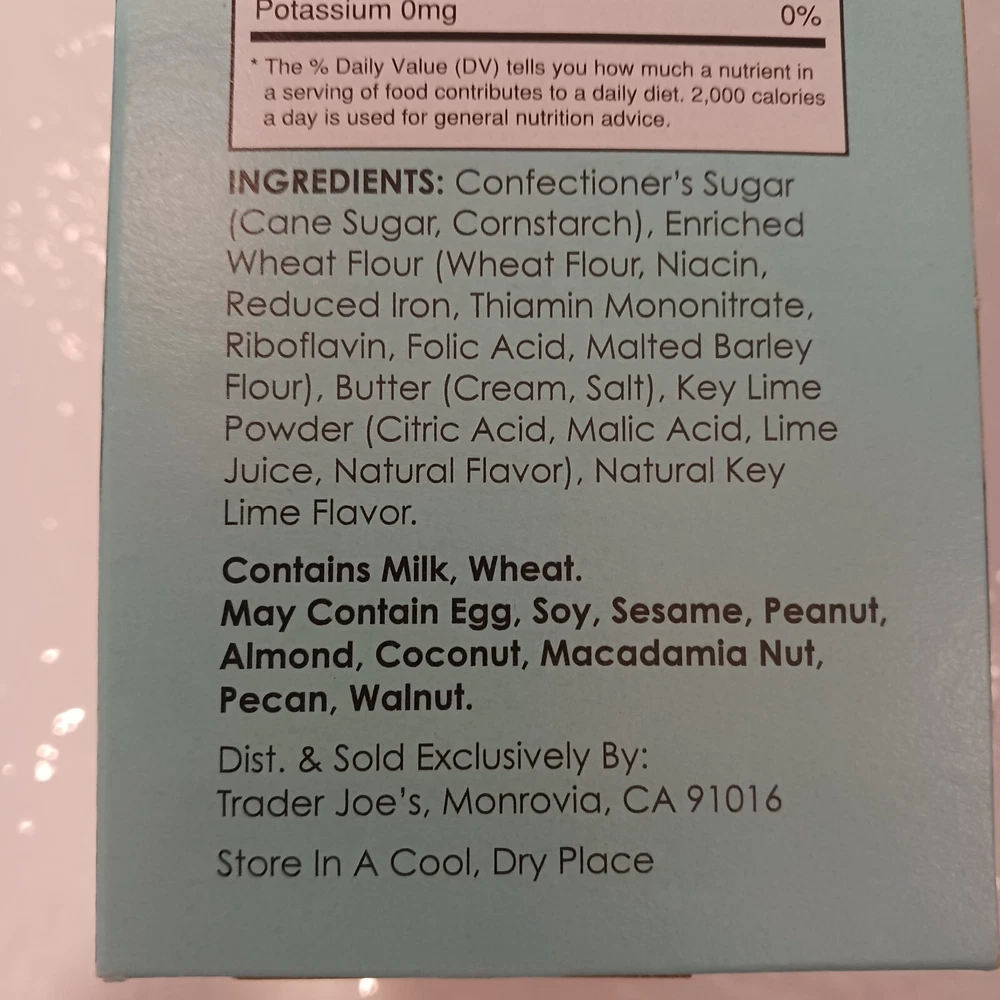 Potassium 0mg 0%
* The % Daily Value (DV) tells you how much a nutrient in
a serving of food contributes to a daily diet. 2,000 calories
a day is used for general nutrition advice.
INGREDIENTS: Confectioner's Sugar
(Cane Sugar, Cornstarch), Enriched
Wheat Flour (Wheat Flour, Niacin,
Reduced Iron, Thiamin Mononitrate,
Riboflavin, Folic Acid, Malted Barley
Flour), Butter (Cream, Salt), Key Lime
Powder (Citric Acid, Malic Acid, Lime
Juice, Natural Flavor), Natural Key
Lime Flavor.
Contains Milk, Wheat.
May Contain Egg, Soy, Sesame, Peanut,
Almond, Coconut, Macadamia Nut,
Pecan, Walnut.
Dist. & Sold Exclusively By:
Trader Joe's, Monrovia, CA 91016
Store In A Cool, Dry Place